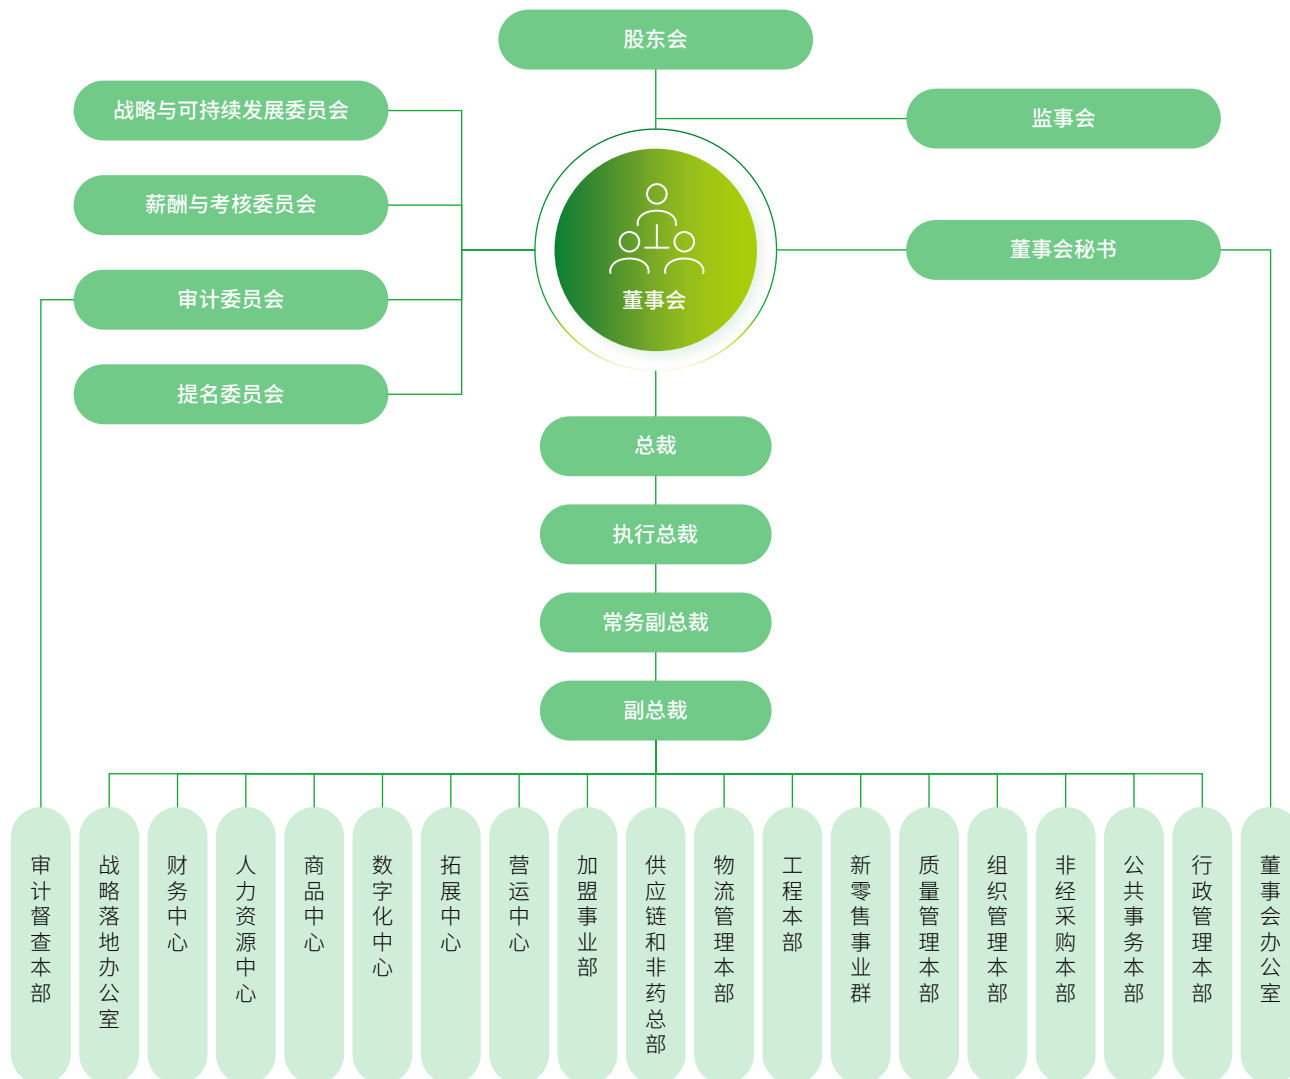 股东会
战略与可持续发展委员会
监事会
薪酬与考核委员会
董事会秘书
审计委员会
董事会
提名委员会
总裁
执行总裁
常务副总裁
副总裁
审计督查本部
战略落地办公室
财务中心
人力资源中心
商品中心
数字化中心
拓展中心
营运中心
加盟事业部
供应链和非药总部
物流管理本部
工程本部
新零售事业群
质量管理本部
组织管理本部
非经采购本部
公共事务本部
行政管理本部
董事会办公室